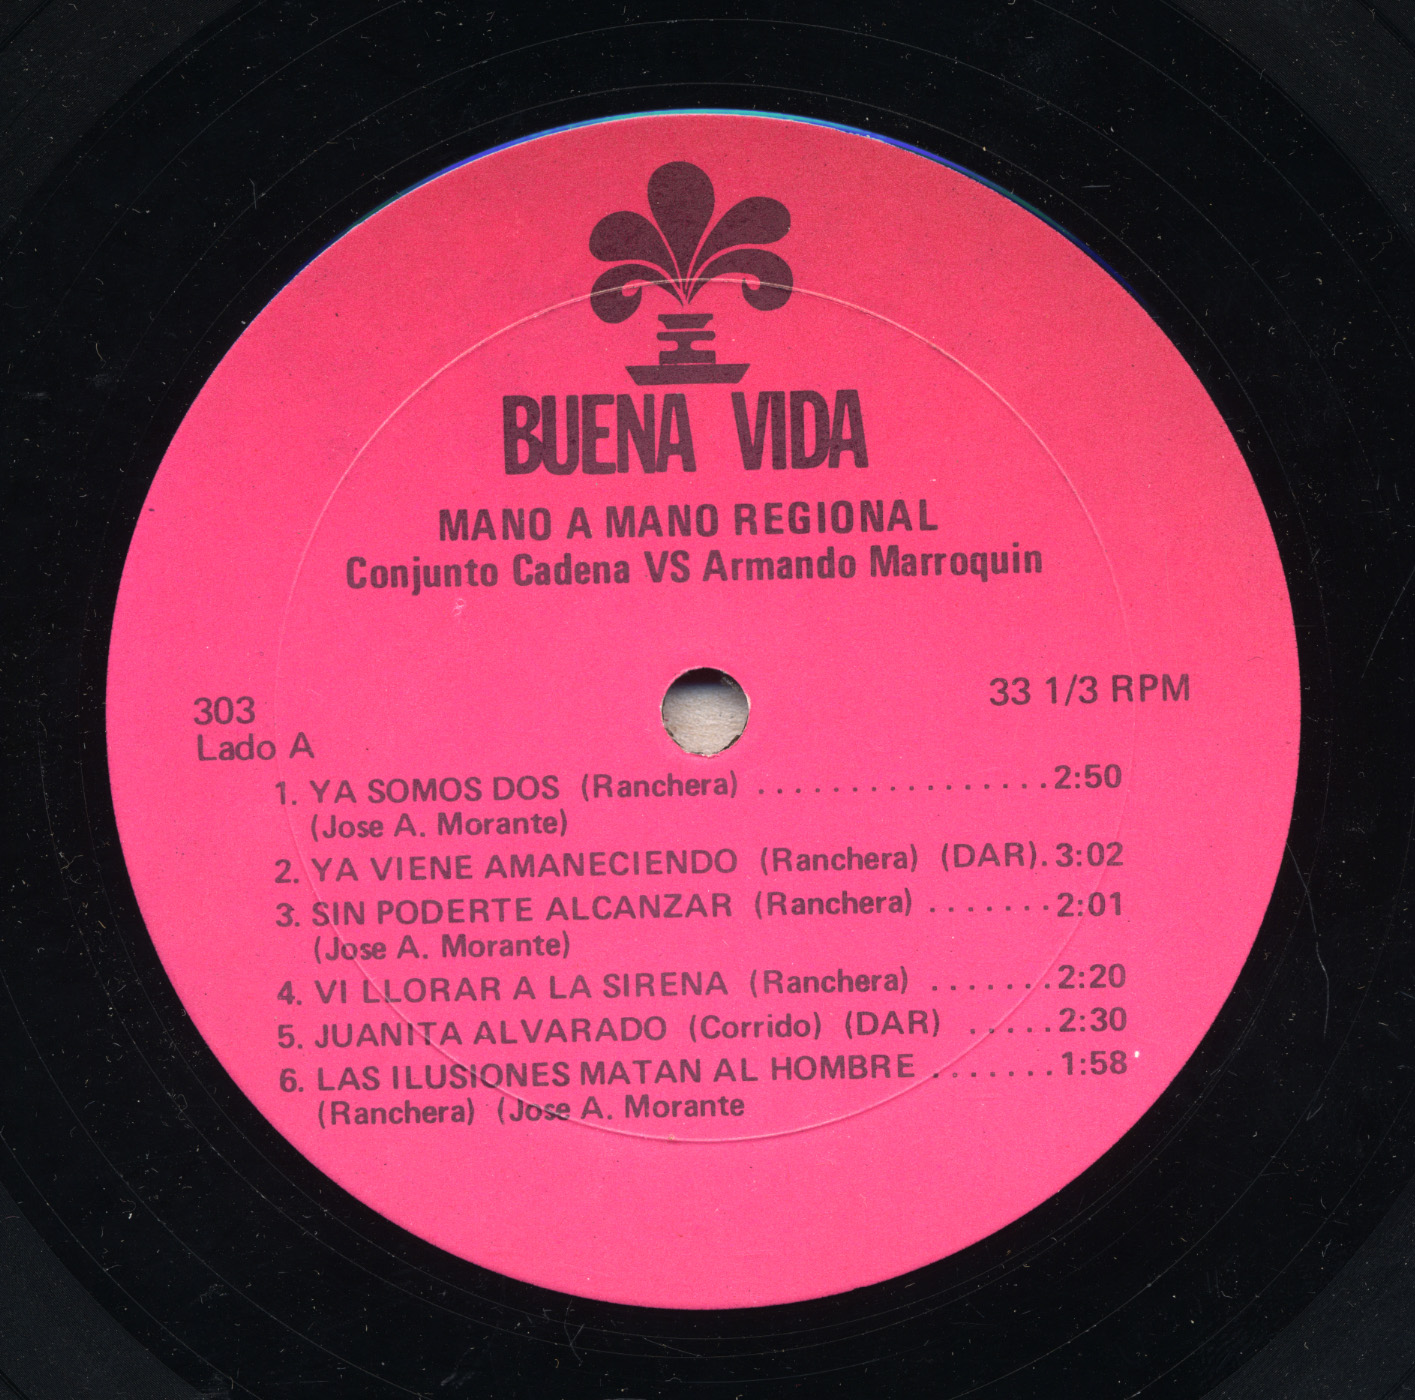 BUENA VIDA
MANO A MANO REGIONAL
Conjunto Cadena VS Armando Marroquin
303
33 1/3 RPM
Lado A
1. YA SOMOS DOS (Ranchera) ................2:50
(Jose A. Morante)
2. YA VIENE AMANECIENDO (Ranchera) (DAR).3:02
3. SIN PODERTE ALCANZAR (Ranchera) ........2:01
(Jose A. Morante)
4. VI LLORAR A LA SIRENA (Ranchera) ........2:20
5. JUANITA ALVARADO (Corrido) (DAR) .....2:30
6. LAS ILUSIONES MATAN AL HOMBRE ........1:58
(Ranchera) (Jose A. Morante